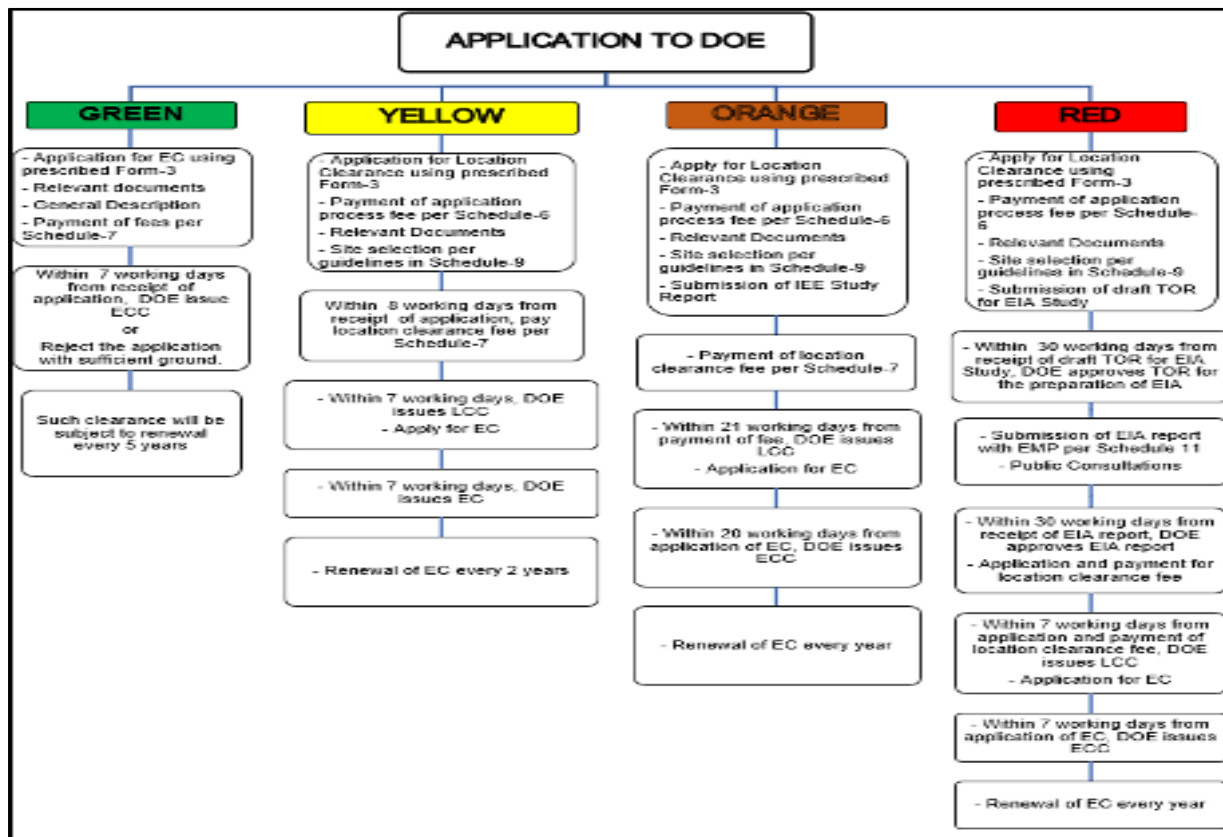 APPLICATION TO DOE
GREEN
- Application for EC using
prescribed Form-3
- Relevant documents
- General Description
- Payment of fees per
Schedule-7
Within 7 working days
from receipt of
application, DOE issue
ECC
or
Reject the application
with sufficient ground.
Such clearance will be
subject to renewal
every 5 years
YELLOW
- Application for Location
Clearance using prescribed
Form-3
- Payment of application
process fee per Schedule-6
- Relevant Documents
- Site selection per
guidelines in Schedule-9
Within 8 working days from
receipt of application, pay
location clearance fee per
Schedule-7
- Within 7 working days, DOE
issues LCC
- Apply for EC
- Within 7 working days, DOE
issues EC
- Renewal of EC every 2 years
ORANGE
- Apply for Location
Clearance using prescribed
Form-3
- Payment of application
process fee per Schedule-6
- Relevant Documents
- Site selection per
guidelines in Schedule-9
- Submission of IEE Study
Report
- Payment of location
clearance fee per Schedule-7
- Within 21 working days from
payment of fee, DOE issues
LCC
- Application for EC
- Within 20 working days from
application of EC, DOE issues
ECC
- Renewal of EC every year
RED
- Apply for Location
Clearance using
prescribed Form-3
- Payment of application
process fee per Schedule-
6
- Relevant Documents
- Site selection per
guidelines in Schedule-9
- Submission of draft TOR
for EIA Study
- Within 30 working days from
receipt of draft TOR for EIA
Study, DOE approves TOR for
the preparation of EIA
- Submission of EIA report
with EMP per Schedule 11
- Public Consultations
- Within 30 working days from
receipt of EIA report, DOE
approves EIA report
- Application and payment for
location clearance fee
- Within 7 working days from
application and payment of
location clearance fee, DOE
issues LCC
- Application for EC
- Within 7 working days from
application of EC, DOE issues
ECC
- Renewal of EC every year